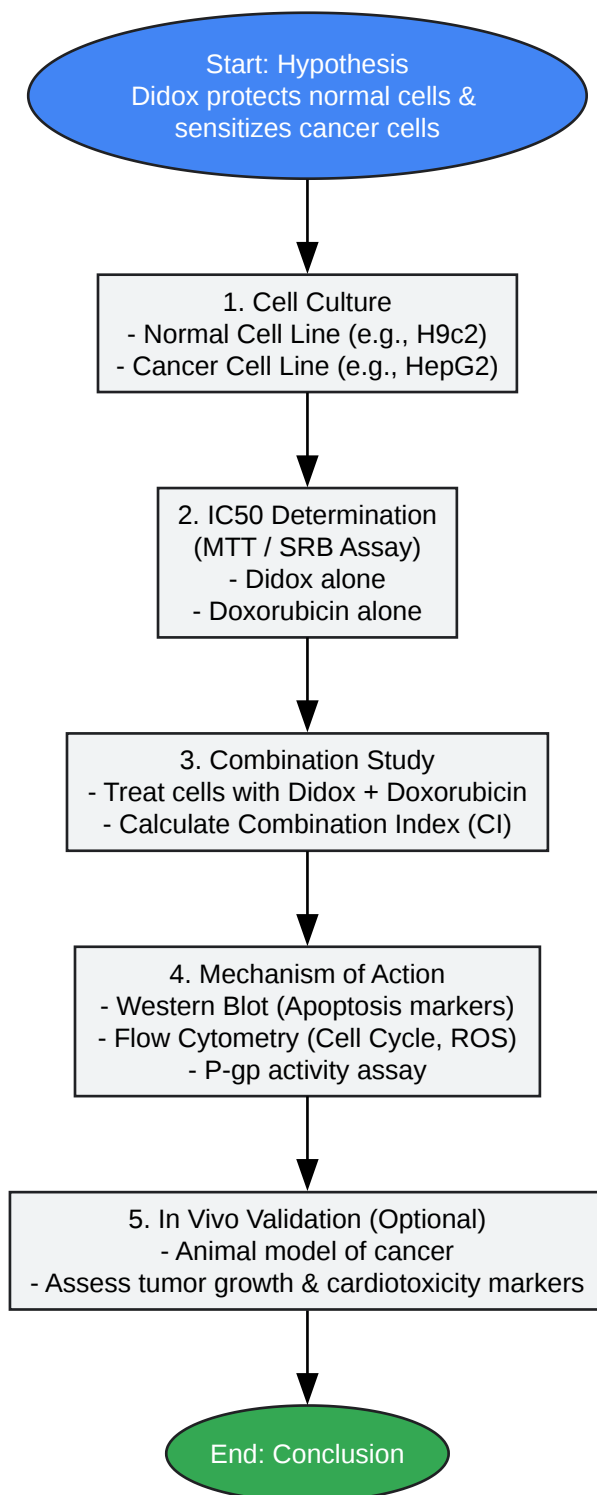 Start: Hypothesis
Didox protects normal cells &
sensitizes cancer cells
1. Cell Culture
- Normal Cell Line (e.g., H9c2)
- Cancer Cell Line (e.g., HepG2)
2. IC50 Determination
(MTT / SRB Assay)
- Didox alone
- Doxorubicin alone
3. Combination Study
- Treat cells with Didox + Doxorubicin
- Calculate Combination Index (CI)
4. Mechanism of Action
- Western Blot (Apoptosis markers)
- Flow Cytometry (Cell Cycle, ROS)
- P-gp activity assay
5. In Vivo Validation (Optional)
- Animal model of cancer
- Assess tumor growth & cardiotoxicity markers
End: Conclusion